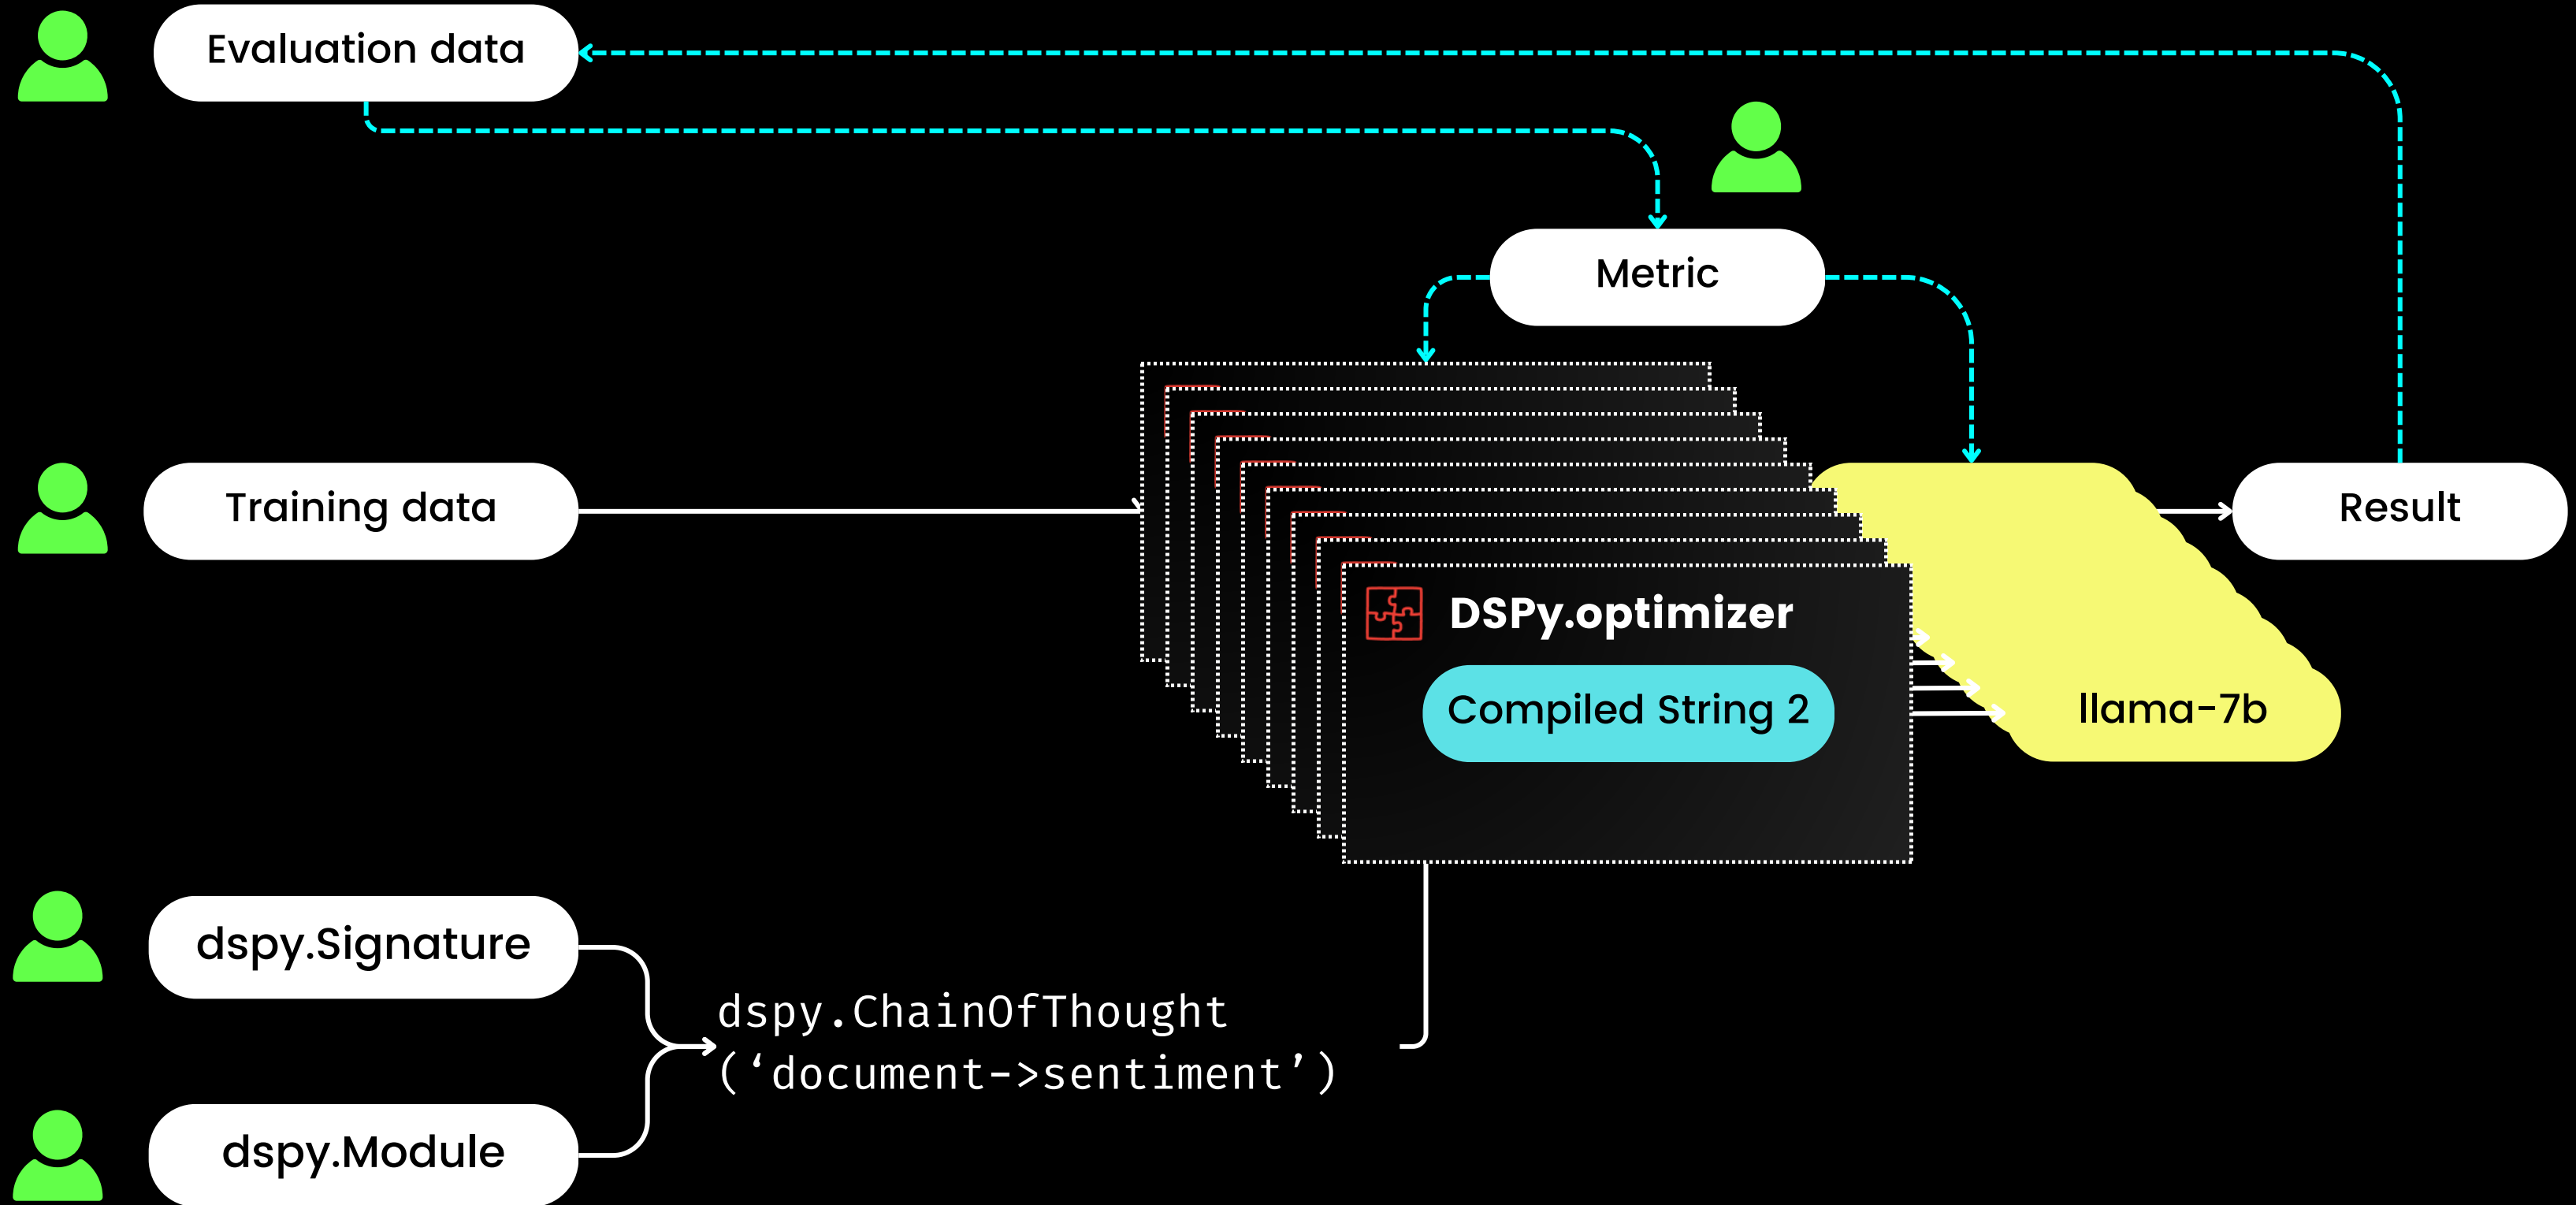 Evaluation data
Metric
Training data
Result
DSPy.optimizer
Compiled String 2
llama-7b
dspy.Signature
dspy.ChainOfThought
(‘document->sentiment’)
dspy.Module